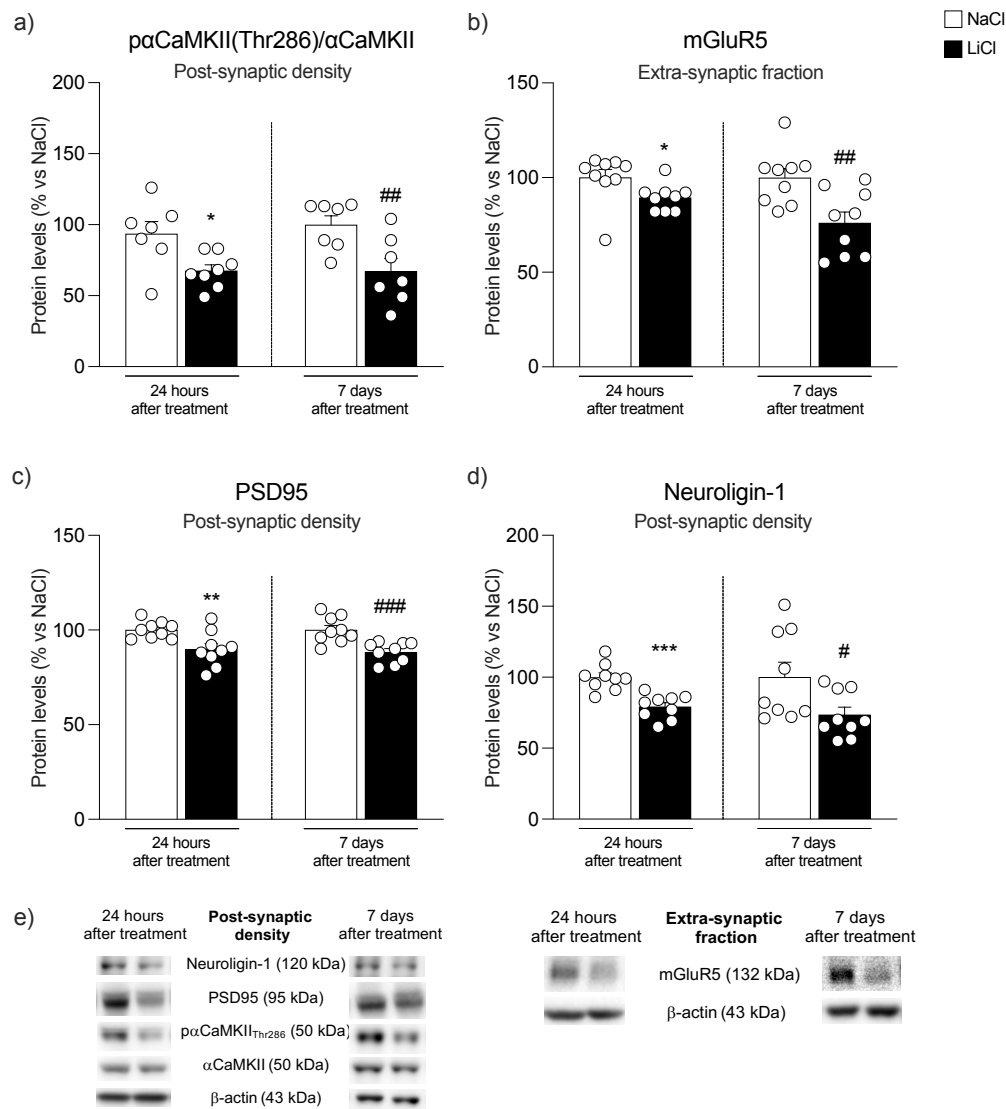 a)
pαCaMKII(Thr286)/αCaMKII
Post-synaptic density
Protein levels (% vs NaCl)
200
150
100
50
0
*
##
24 hours
after treatment
7 days
after treatment
b)
mGluR5
Extra-synaptic fraction
NaCl
LiCl
Protein levels (% vs NaCl)
150
100
50
0
*
##
24 hours
after treatment
7 days
after treatment
c)
PSD95
Post-synaptic density
Protein levels (% vs NaCl)
150
100
50
0
**
###
24 hours
after treatment
7 days
after treatment
d)
Neuroligin-1
Post-synaptic density
Protein levels (% vs NaCl)
200
150
100
50
0
***
#
24 hours
after treatment
7 days
after treatment
e)
24 hours
after treatment
Post-synaptic
density
7 days
after treatment
Neuroligin-1 (120 kDa)
PSD95 (95 kDa)
pαCaMKIIThr286 (50 kDa)
αCaMKII (50 kDa)
β-actin (43 kDa)
24 hours
after treatment
Extra-synaptic
fraction
7 days
after treatment
mGluR5 (132 kDa)
β-actin (43 kDa)